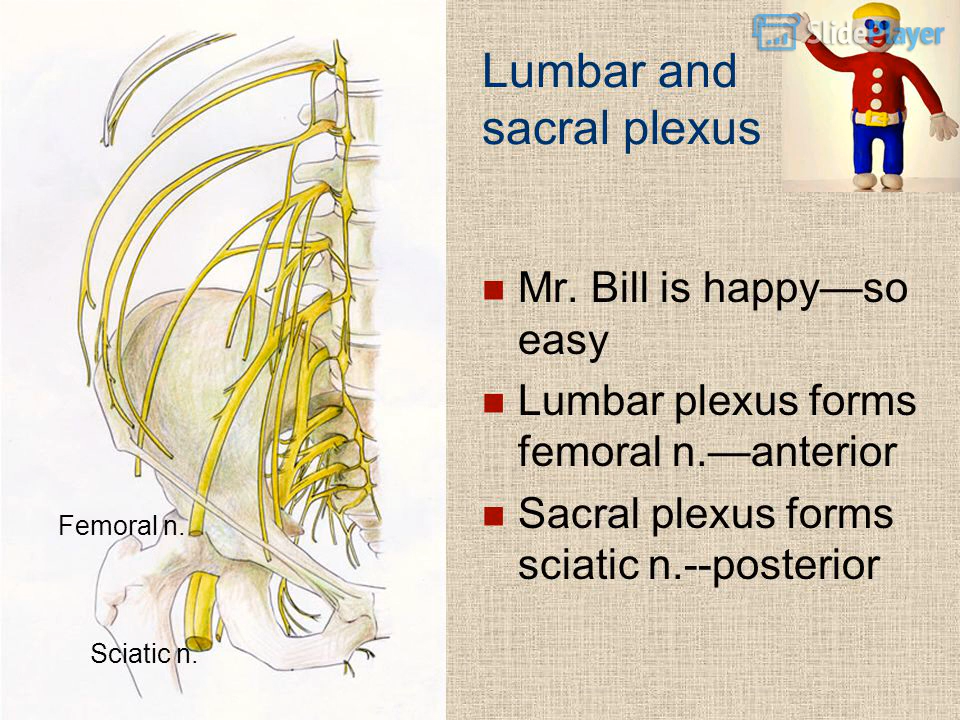 SlidePlayer
Lumbar and
sacral plexus
Mr. Bill is happy—so
easy
Lumbar plexus forms
femoral n.—anterior
Sacral plexus forms
sciatic n.--posterior
Femoral n.
Sciatic n.